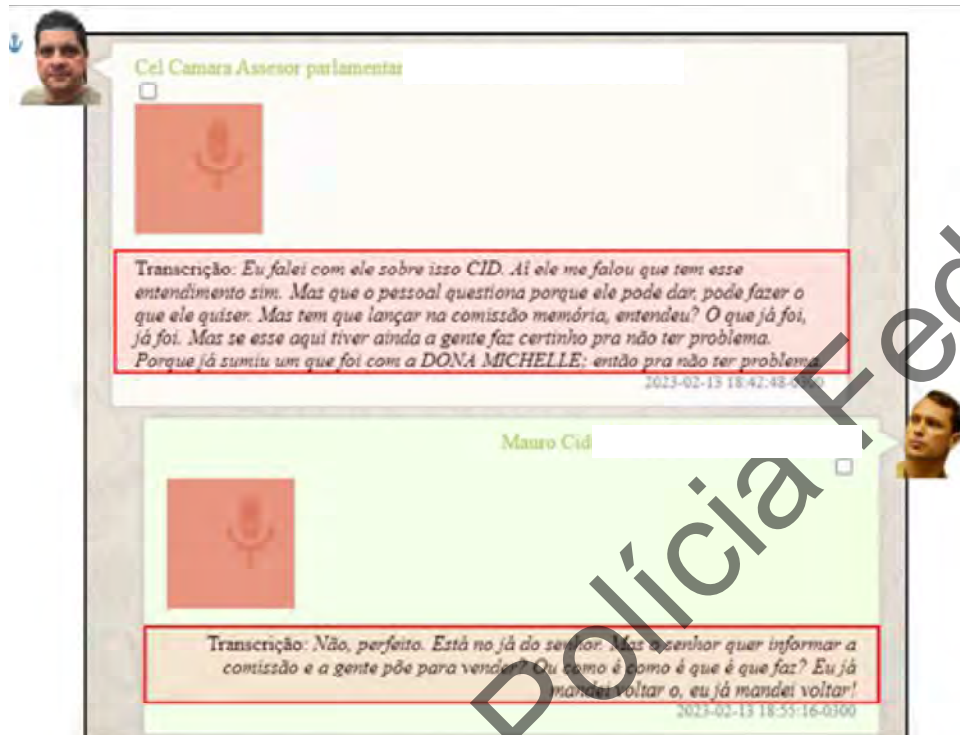 Cel Camara Assesor parlamentar
Transcrição: Eu falei com ele sobre isso CID. Aí ele me falou que tem esse
entendimento sim. Mas que o pessoal questiona porque ele pode dar, pode fazer o
que ele quiser. Mas tem que lançar na comissão memória, entendeu? O que já foi,
já foi. Mas se esse aqui tiver ainda a gente faz certinho pra não ter problema.
Porque já sumiu um que foi com a DONA MICHELLE; então pra não ter problema
2023-02-13 18:42:48-0300
Mauro Cid
Transcrição: Não, perfeito. Está no já do senhor. Mas o senhor quer informar a
comissão e a gente põe para vender? Ou como é como é que é que faz? Eu já
mandei voltar o, eu já mandei voltar!
2023-02-13 18:55:16-0300
Polícia Fed